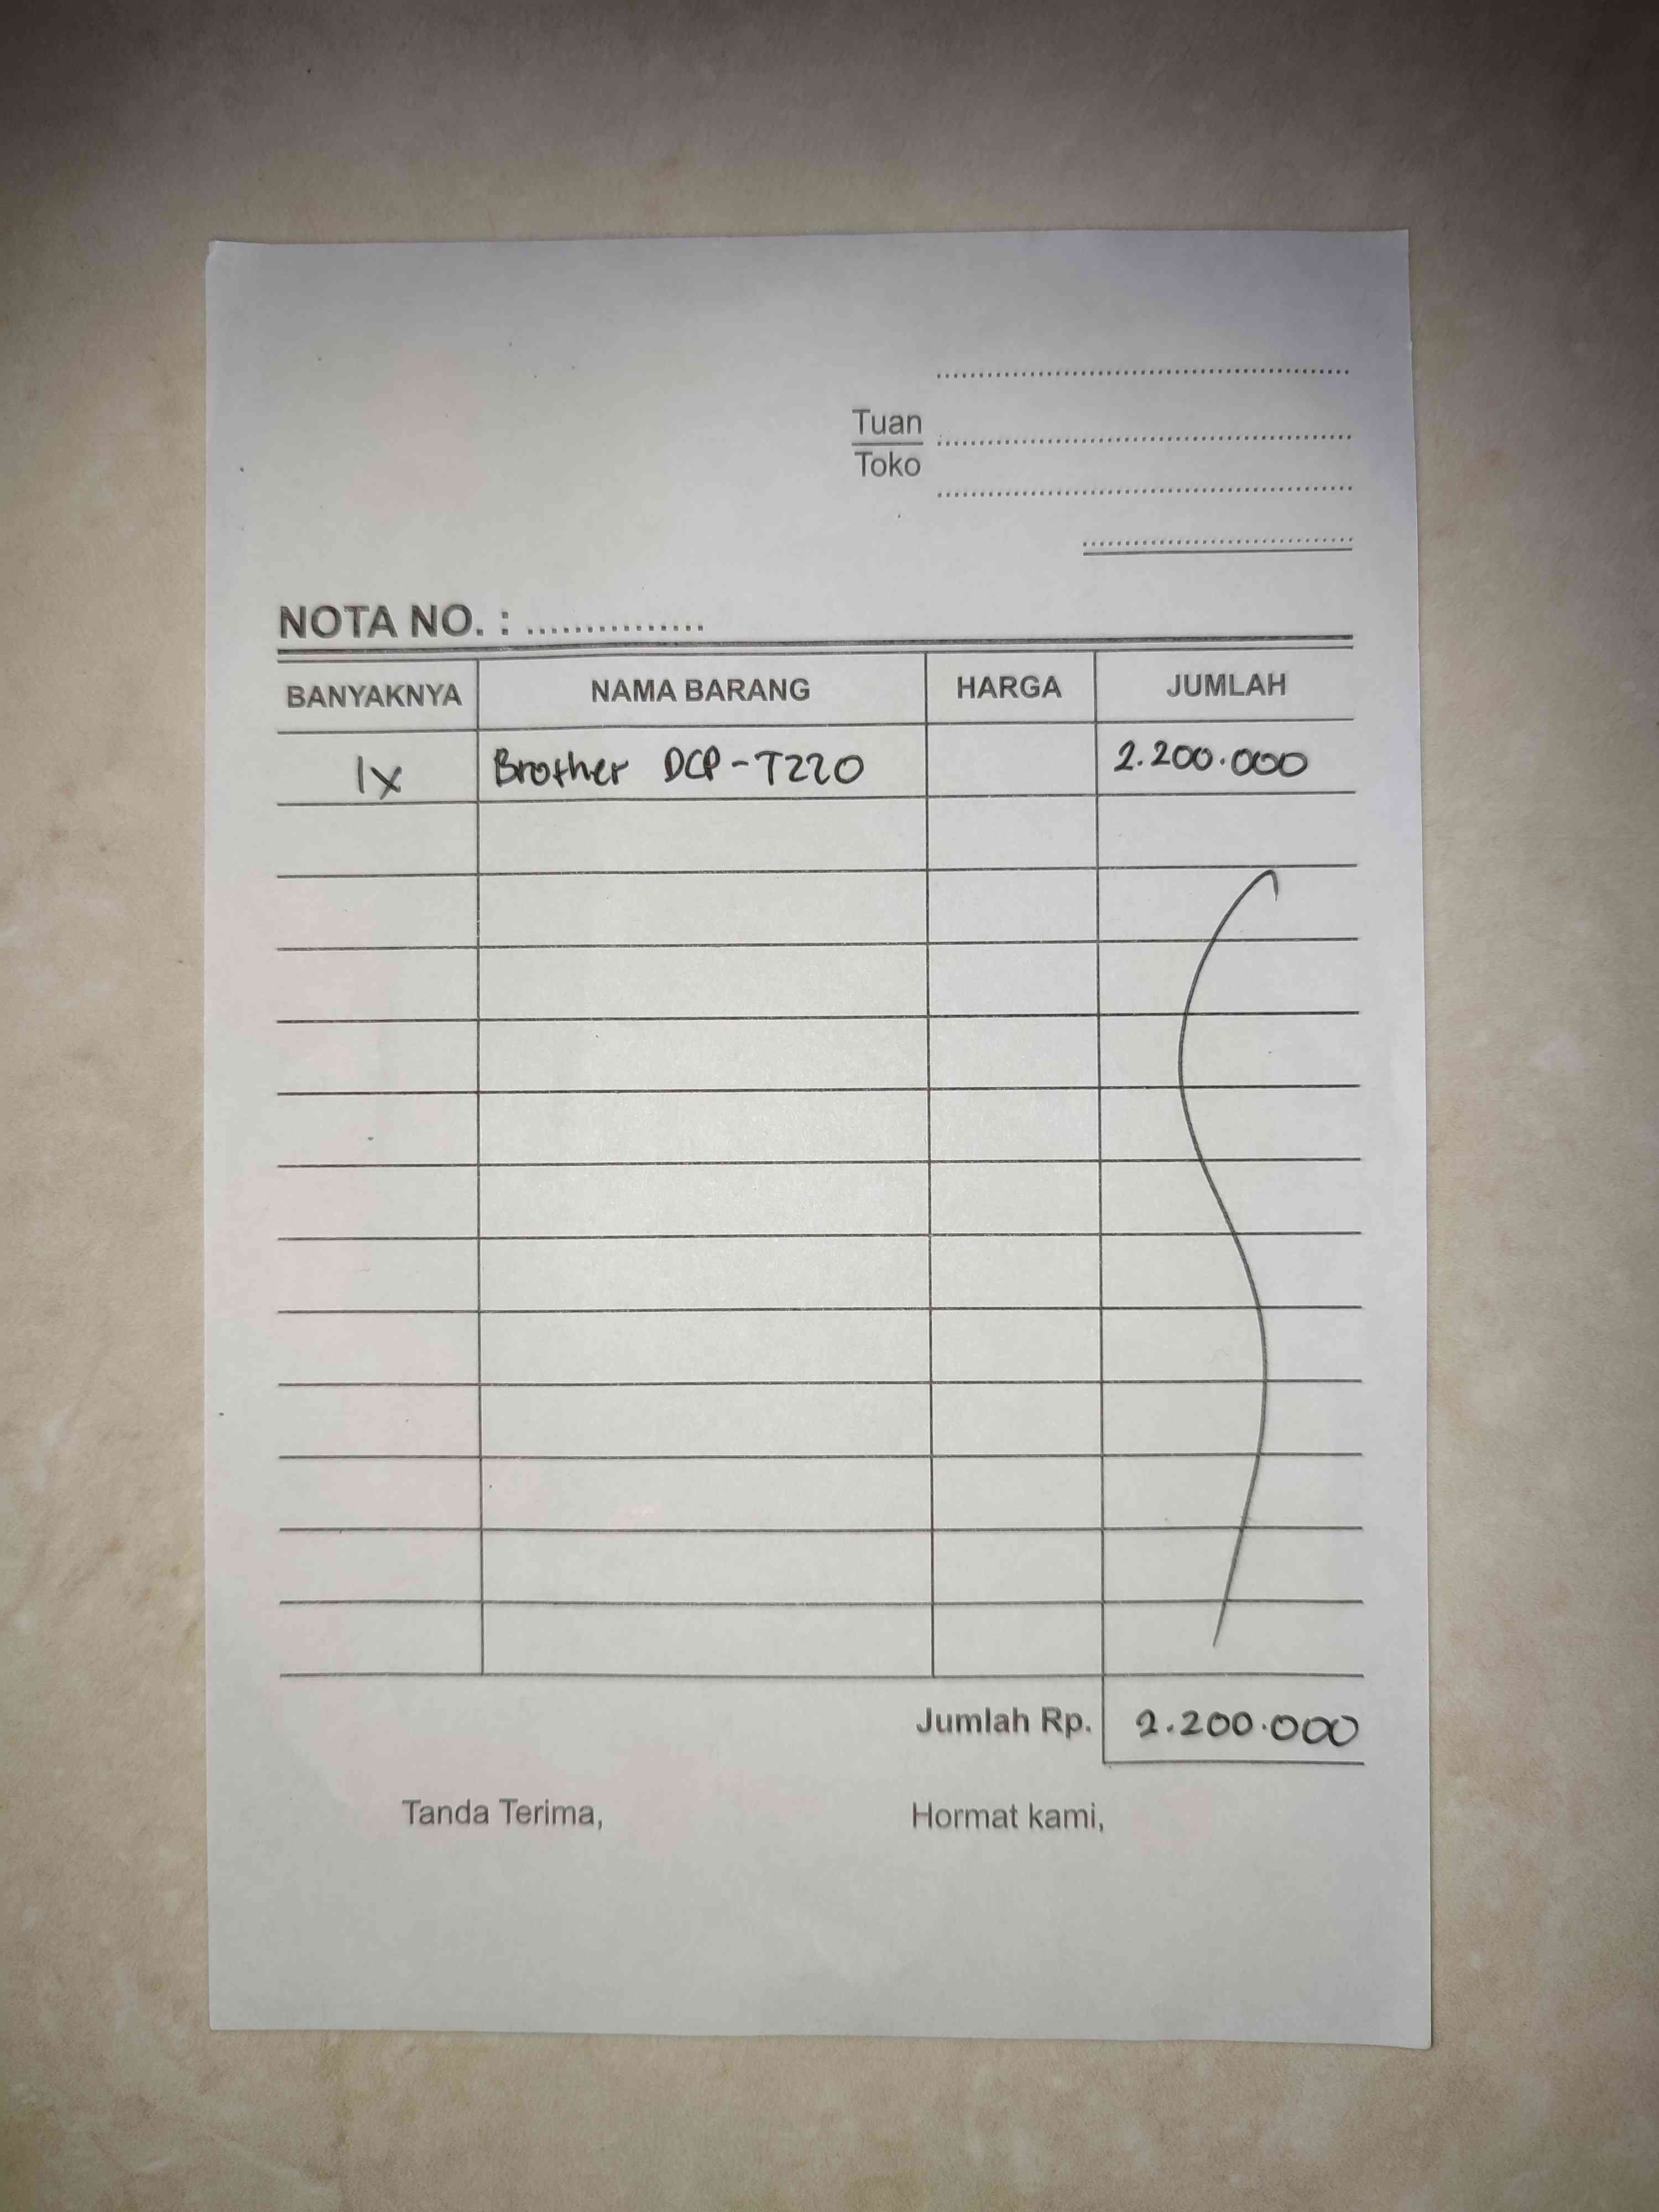 Tuan
Toko
NOTA NO. : ...............
BANYAKNYA NAMA BARANG HARGA JUMLAH
1x Brother DCP-T220 2.200.000
Jumlah Rp. 2.200.000
Tanda Terima, Hormat kami,